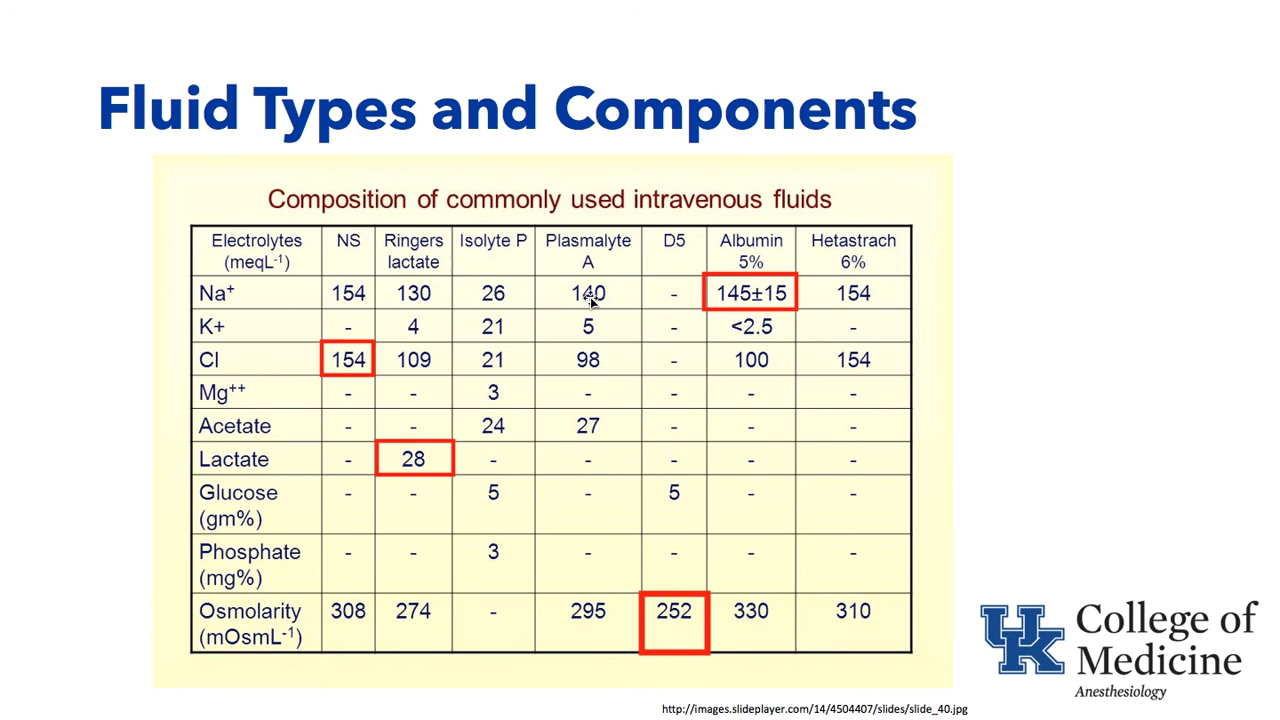 Fluid Types and Components
Composition of commonly used intravenous fluids
Electrolytes (meqL-1) NS Ringers lactate Isolyte P Plasmalyte A D5 Albumin 5% Hetastrach 6%
Na+ 154 130 26 140 - 145±15 154
K+ - 4 21 5 - <2.5 -
Cl 154 109 21 98 - 100 154
Mg++ - - 3 - - - -
Acetate - - 24 27 - - -
Lactate - 28 - - - - -
Glucose (gm%) - - 5 - 5 - -
Phosphate (mg%) - - 3 - - - -
Osmolarity (mOsmL-1) 308 274 - 295 252 330 310
UK
College of
Medicine
Anesthesiology
http://images.slideplayer.com/14/4504407/slides/slide_40.jpg